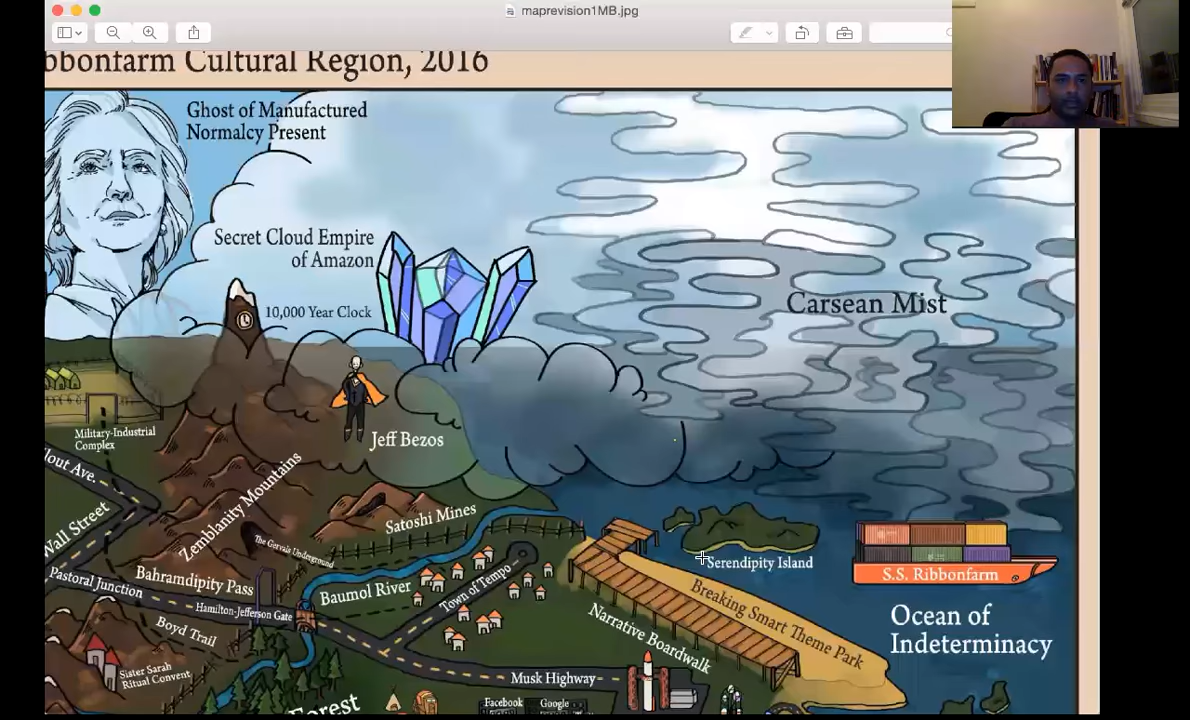 maprevision1MB.jpg
bbonfarm Cultural Region, 2016
Ghost of Manufactured
Normalcy Present
Secret Cloud Empire
of Amazon
10,000 Year Clock
Carsean Mist
Jeff Bezos
Military-Industrial
Complex
lout Ave.
Wall Street
Zemblanity Mountains
Satoshi Mines
The Gervais Underground
Serendipity Island
S.S. Ribbonfarm
Ocean of
Indeterminacy
Pastoral Junction
Bahramdipity Pass
Hamilton-Jefferson Gate
Baumol River
Town of Tempo
Breaking Smart Theme Park
Narrative Boardwalk
Boyd Trail
Sister Sarah
Ritual Convent
Musk Highway
Forest
Facebook
Google